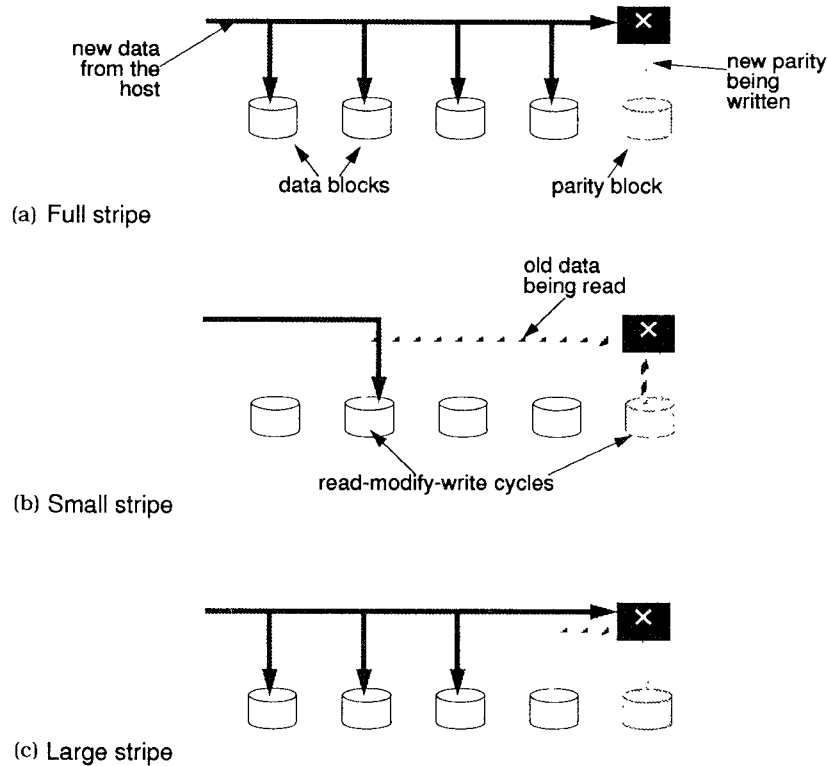 new data
from the
host
new parity
being
written
data blocks
parity block
(a) Full stripe
old data
being read
read-modify-write cycles
(b) Small stripe
(c) Large stripe